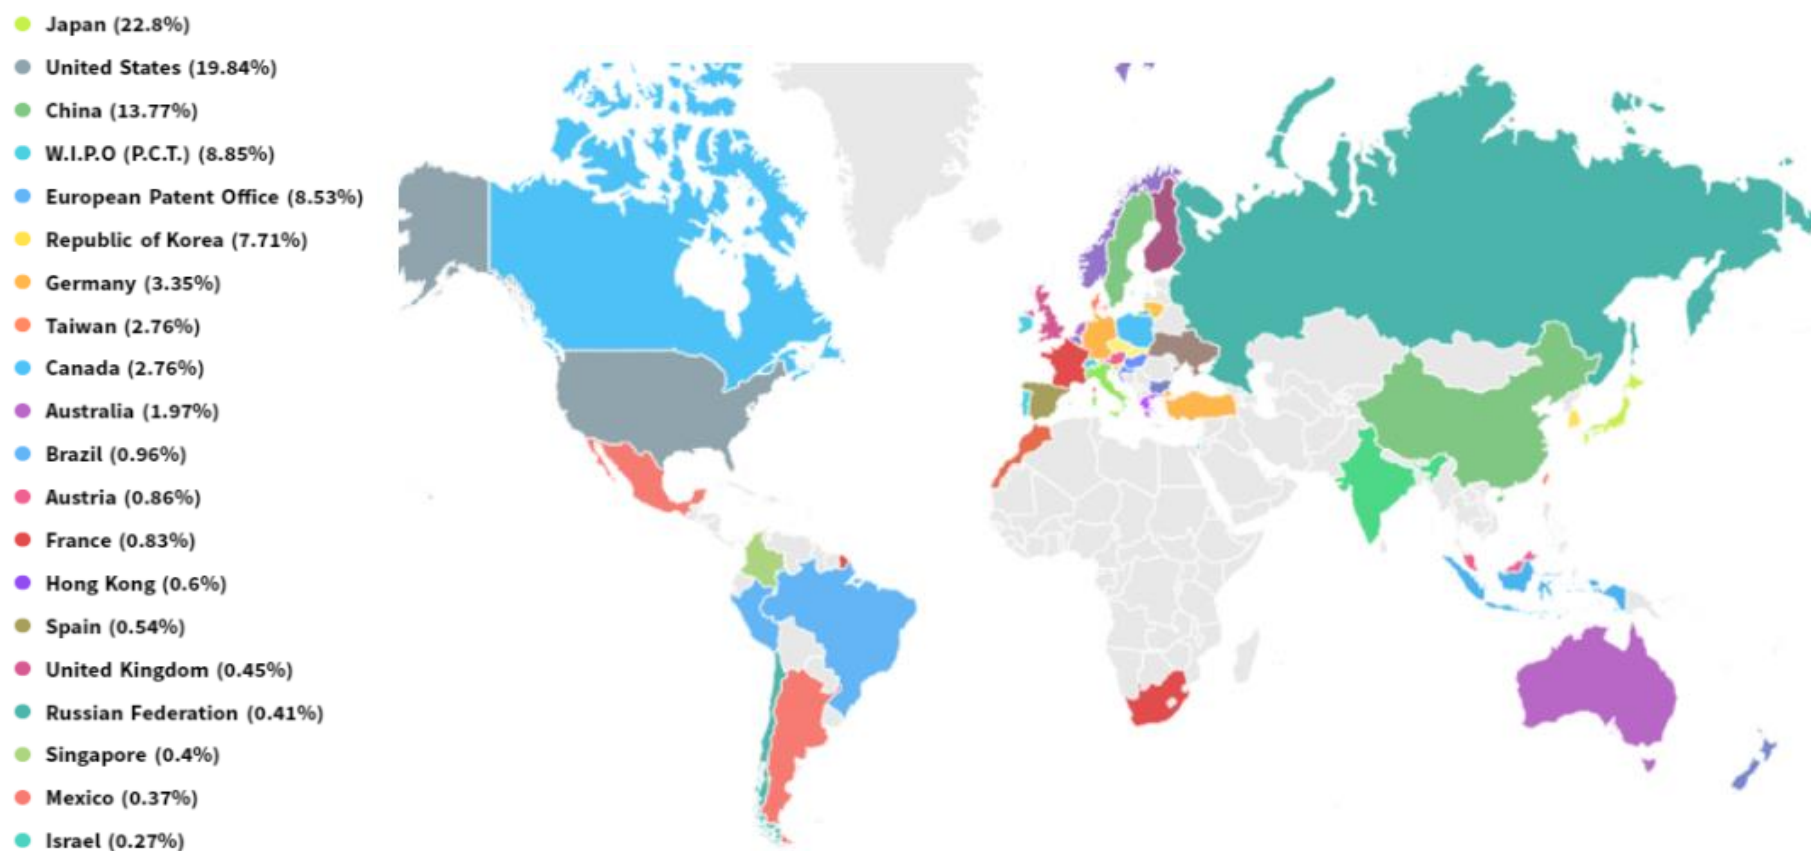 Japan (22.8%)
United States (19.84%)
China (13.77%)
W.I.P.O (P.C.T.) (8.85%)
European Patent Office (8.53%)
Republic of Korea (7.71%)
Germany (3.35%)
Taiwan (2.76%)
Canada (2.76%)
Australia (1.97%)
Brazil (0.96%)
Austria (0.86%)
France (0.83%)
Hong Kong (0.6%)
Spain (0.54%)
United Kingdom (0.45%)
Russian Federation (0.41%)
Singapore (0.4%)
Mexico (0.37%)
Israel (0.27%)